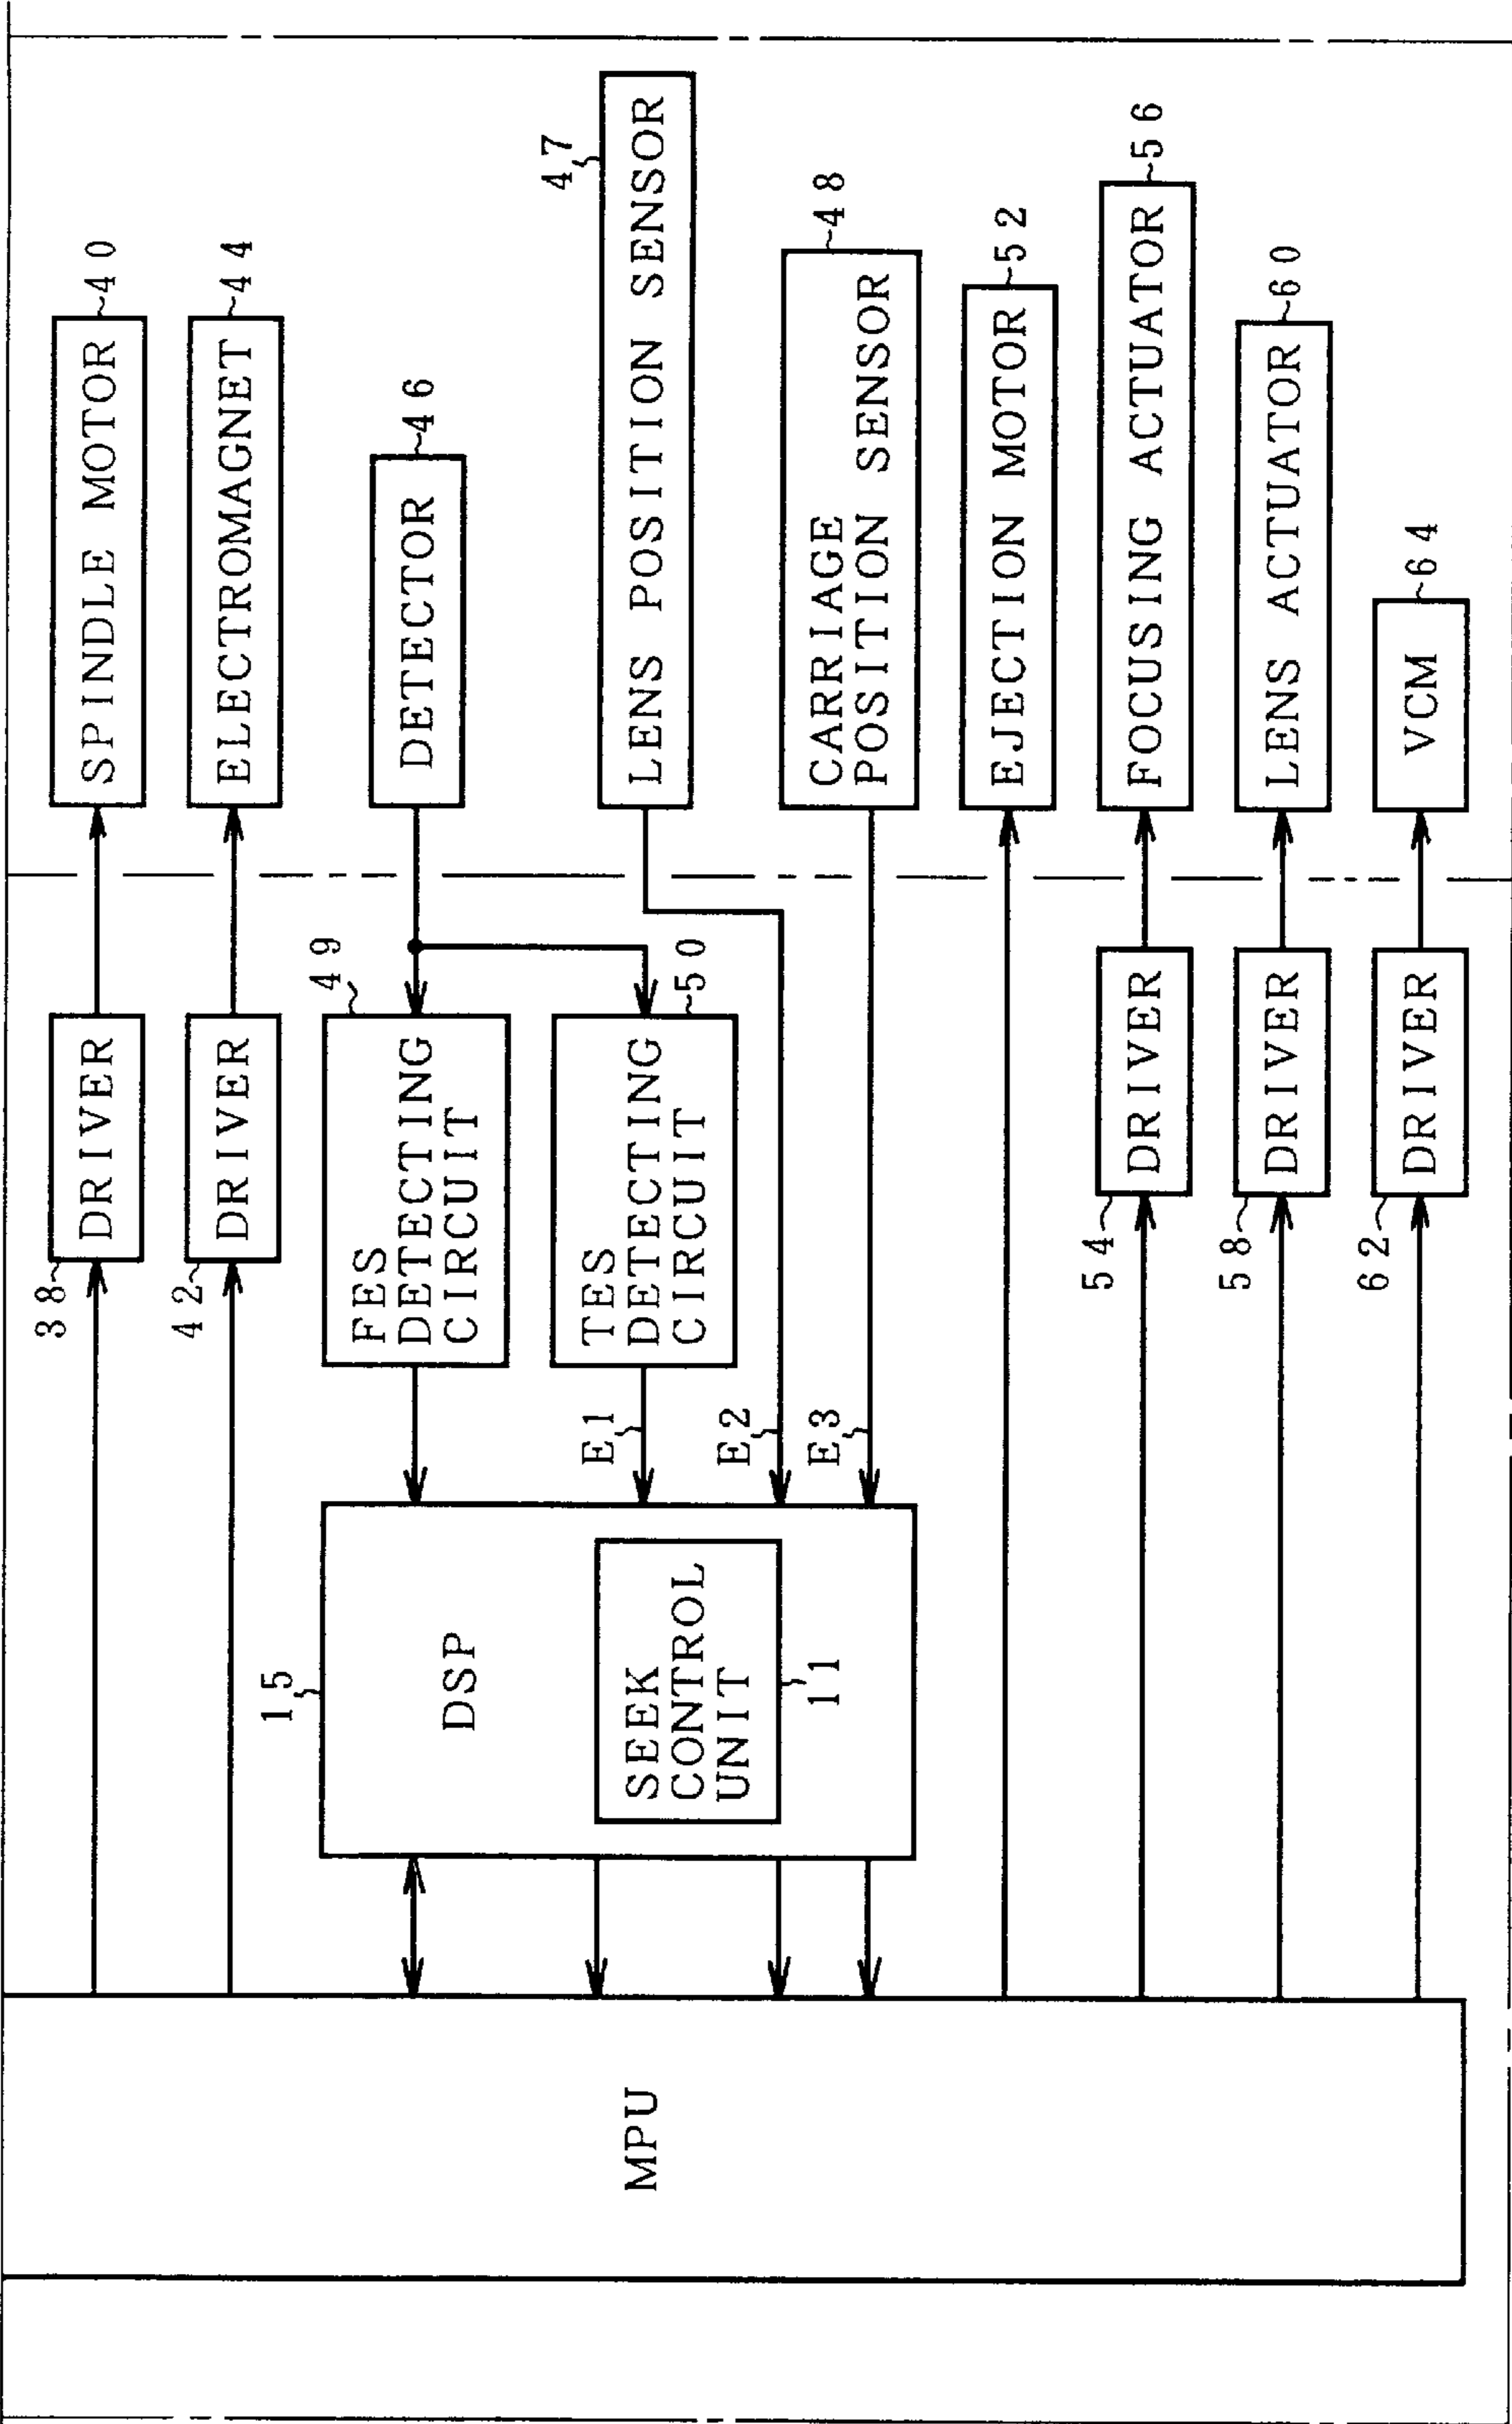 38
DRIVER
SPINDLE MOTOR
40
42
DRIVER
ELECTROMAGNET
44
15
DSP
SEEK
CONTROL
UNIT
11
FES
DETECTING
CIRCUIT
49
DETECTOR
46
E1
TES
DETECTING
CIRCUIT
50
E2
LENS POSITION SENSOR
47
E3
CARRIAGE
POSITION SENSOR
48
MPU
EJECTION MOTOR
52
54
DRIVER
FOCUSING ACTUATOR
56
58
DRIVER
LENS ACTUATOR
60
62
DRIVER
VCM
64